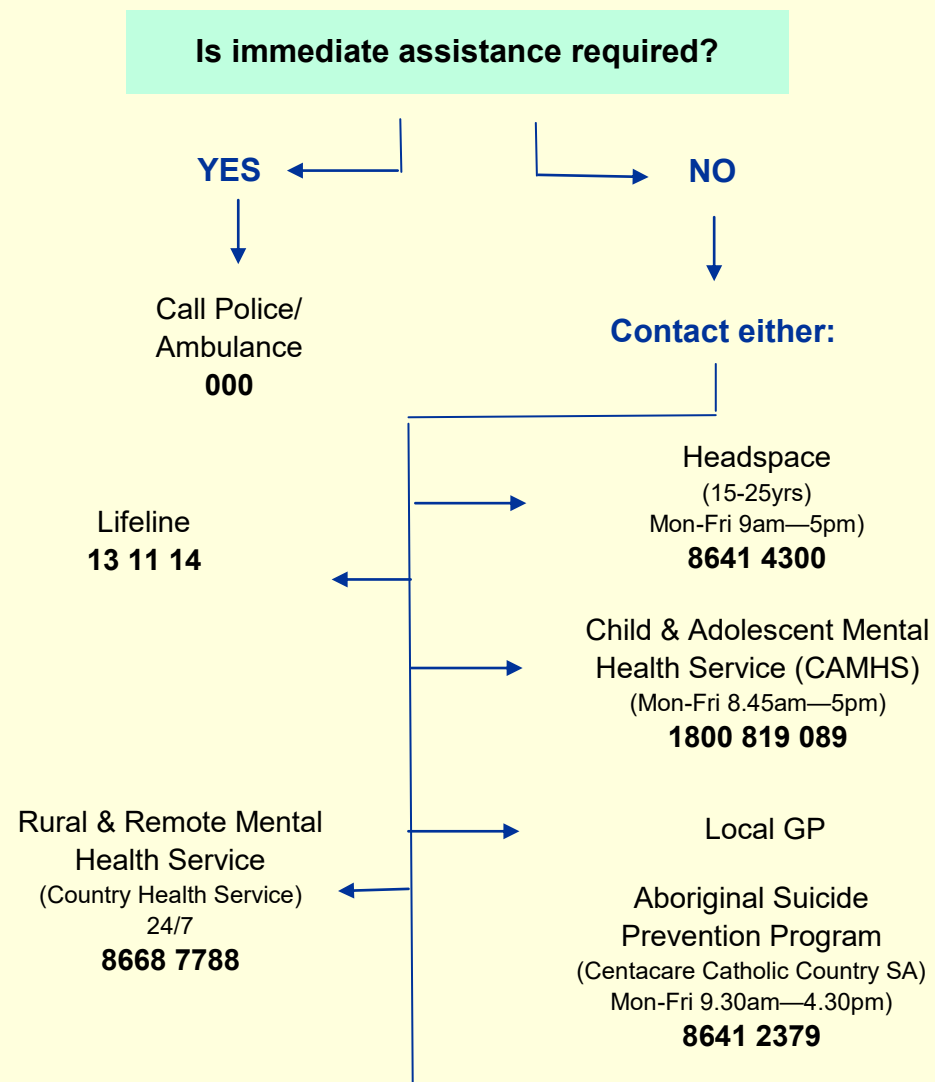 Is immediate assistance required?
YES
NO
Call Police/
Ambulance
000
Contact either:
Headspace
(15-25yrs)
Mon-Fri 9am—5pm)
8641 4300
Lifeline
13 11 14
Child & Adolescent Mental
Health Service (CAMHS)
(Mon-Fri 8.45am—5pm)
1800 819 089
Rural & Remote Mental
Health Service
(Country Health Service)
24/7
8668 7788
Local GP
Aboriginal Suicide
Prevention Program
(Centacare Catholic Country SA)
Mon-Fri 9.30am—4.30pm)
8641 2379